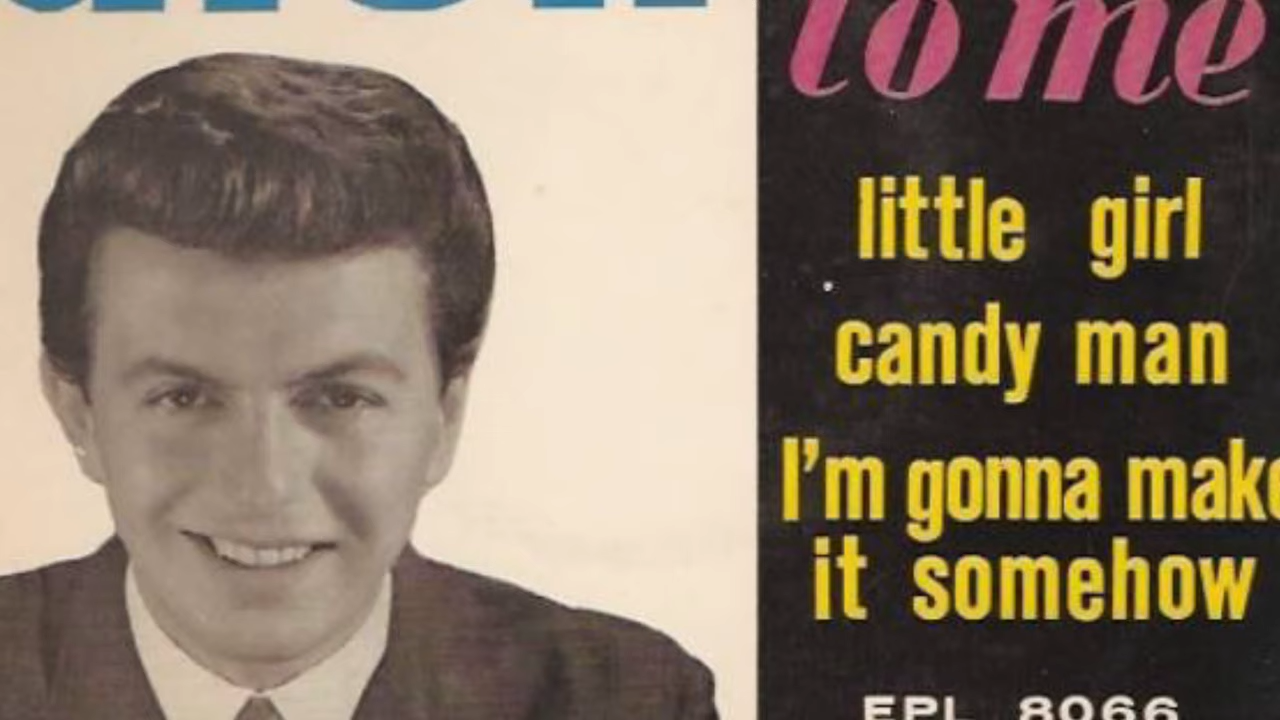 to me
little girl
candy man
I'm gonna make
it somehow
EPL 8066